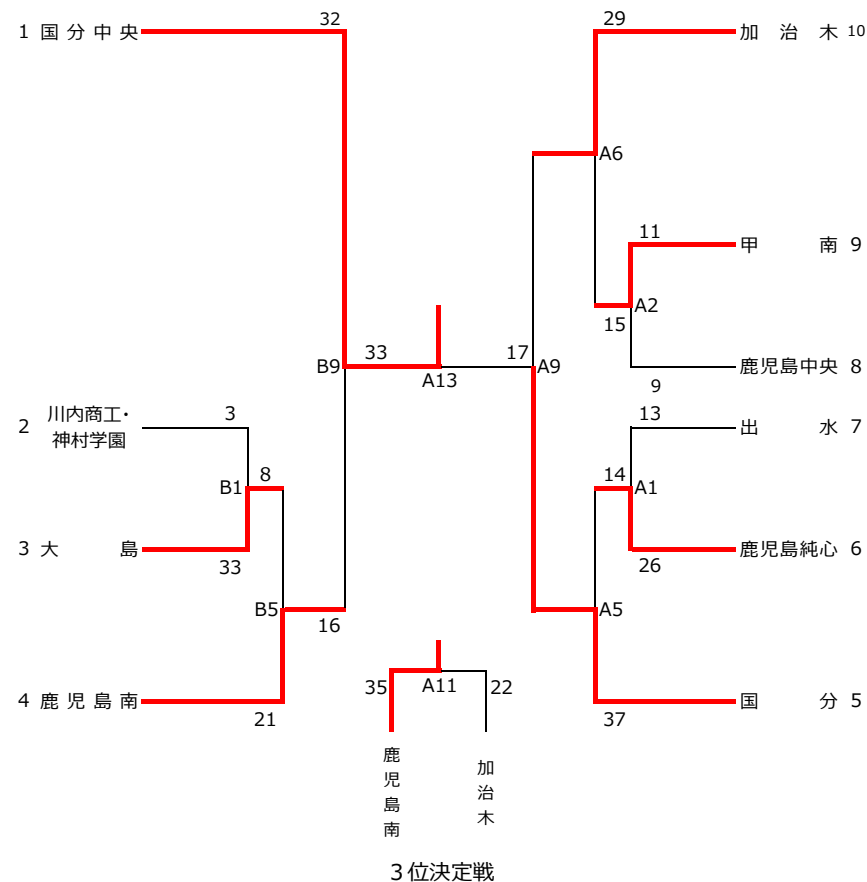 32
29
1 国分中央
加治木 10
A6
11
甲南 9
A2
15
33
17
B9
A9
A13
鹿児島中央 8
9
2 川内商工・
神村学園
3
13
出水 7
8
14
B1
A1
3 大島
鹿児島純心 6
33
26
B5
A5
16
35
A11
22
4 鹿児島南
国分 5
21
37
鹿児島南
加治木
3位決定戦